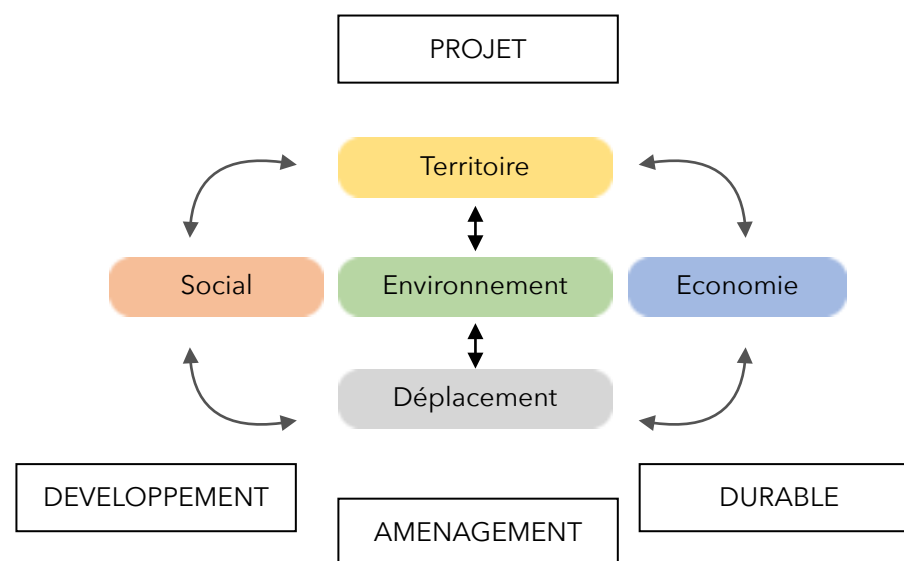 PROJET
Territoire
Social
Environnement
Economie
Déplacement
DEVELOPPEMENT
DURABLE
AMENAGEMENT